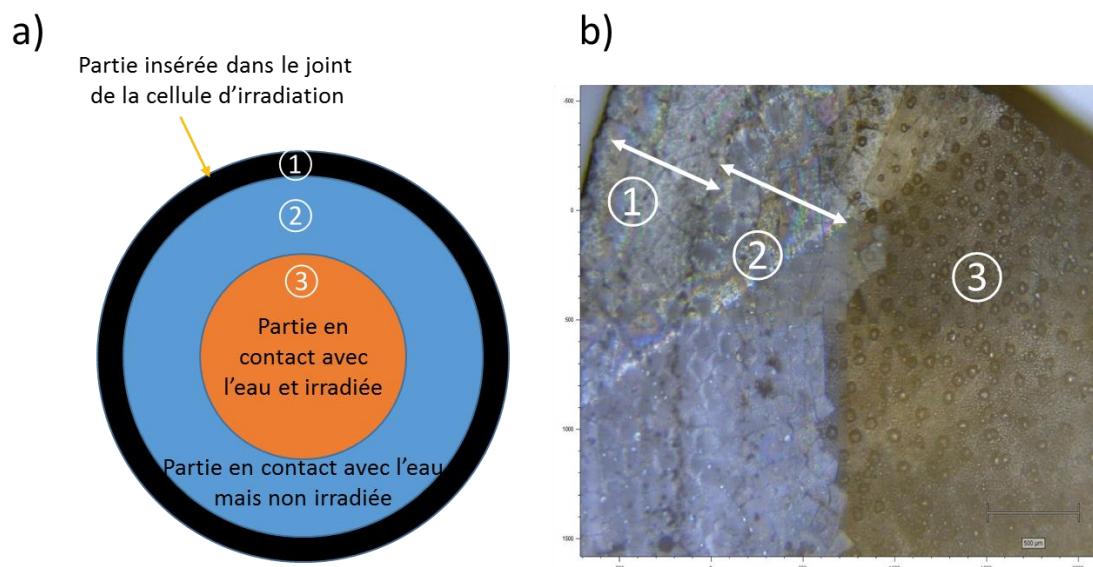 a)
Partie insérée dans le joint
de la cellule d’irradiation
1
2
3
Partie en
contact avec
l’eau et irradiée
Partie en contact avec l’eau
mais non irradiée
b)
-500
0
500
1000
1500
1
2
3
500 µm
0